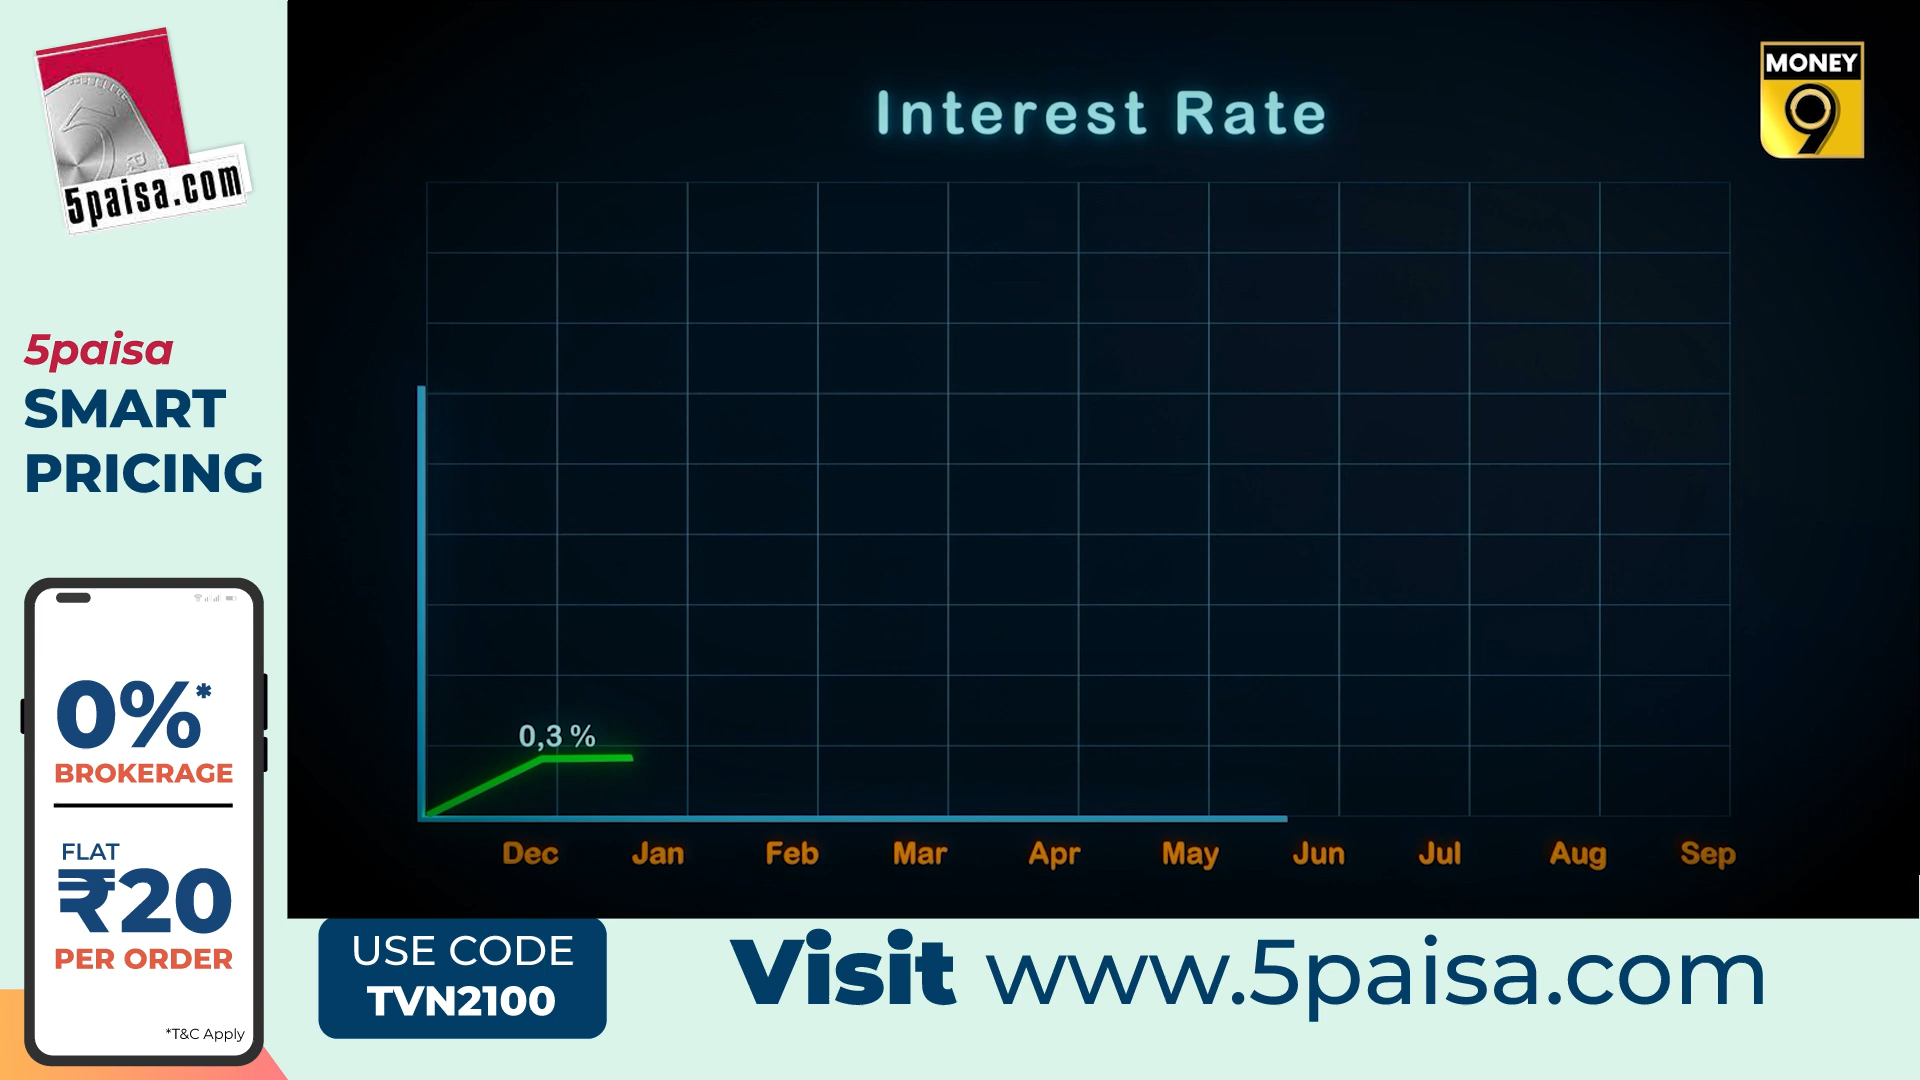 5paisa.com
5paisa
SMART
PRICING
0%*
BROKERAGE
FLAT
₹20
PER ORDER
*T&C Apply
Interest Rate
MONEY
9
0,3 %
Dec Jan Feb Mar Apr May Jun Jul Aug Sep
USE CODE
TVN2100
Visit www.5paisa.com